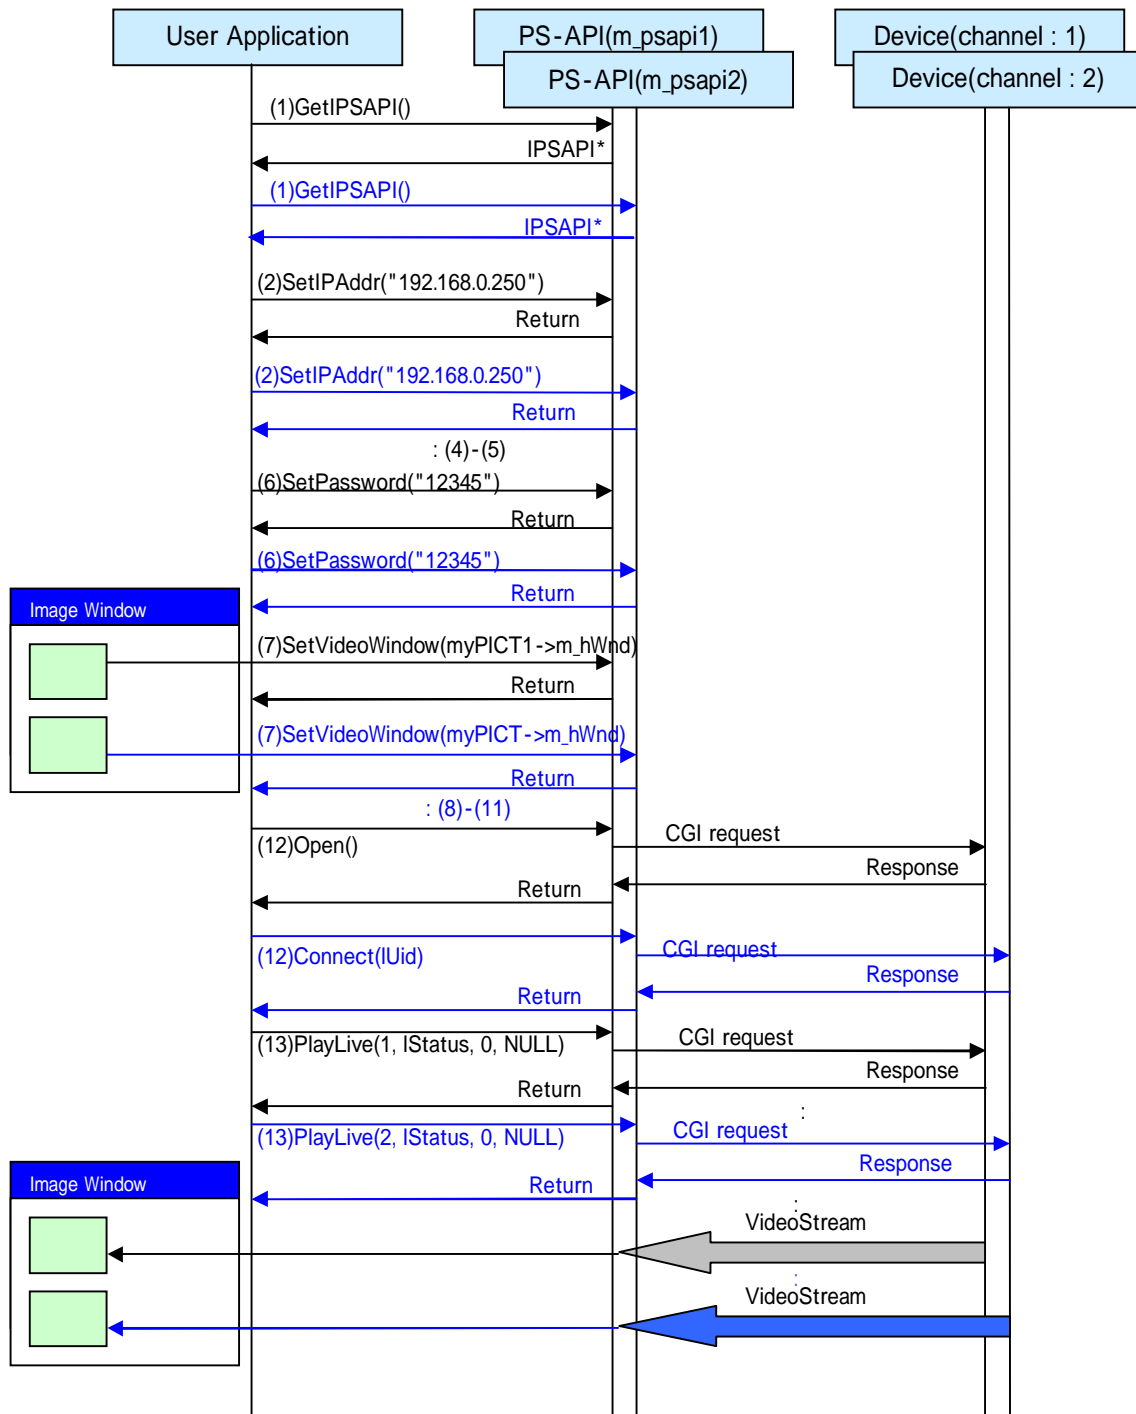 User Application
PS-API(m_psapi1)
Device(channel : 1)
PS-API(m_psapi2)
Device(channel : 2)
(1)GetIPSAPI()
IPSAPI*
(1)GetIPSAPI()
IPSAPI*
(2)SetIPAddr("192.168.0.250")
Return
(2)SetIPAddr("192.168.0.250")
Return
: (4)-(5)
(6)SetPassword("12345")
Return
(6)SetPassword("12345")
Return
Image Window
(7)SetVideoWindow(myPICT1->m_hWnd)
Return
(7)SetVideoWindow(myPICT->m_hWnd)
Return
: (8)-(11)
(12)Open()
CGI request
Response
Return
(12)Connect(lUid)
CGI request
Response
Return
(13)PlayLive(1, lStatus, 0, NULL)
CGI request
Response
Return
:
(13)PlayLive(2, lStatus, 0, NULL)
CGI request
Response
Return
Image Window
:
VideoStream
:
VideoStream